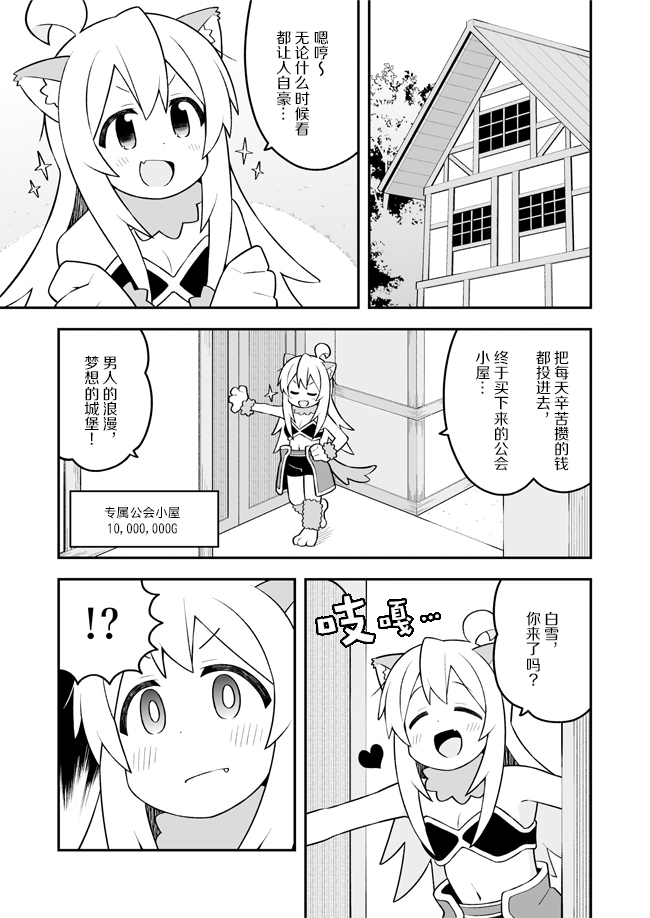 嗯哼～
无论什么时候看
都让人自豪…
把每天辛苦攒的钱
都投进去，
终于买下来的公会
小屋…
男人的浪漫，
梦想的城堡！
专属公会小屋
10,000,000G
白雪，
你来了吗？
吱嘎…
!?